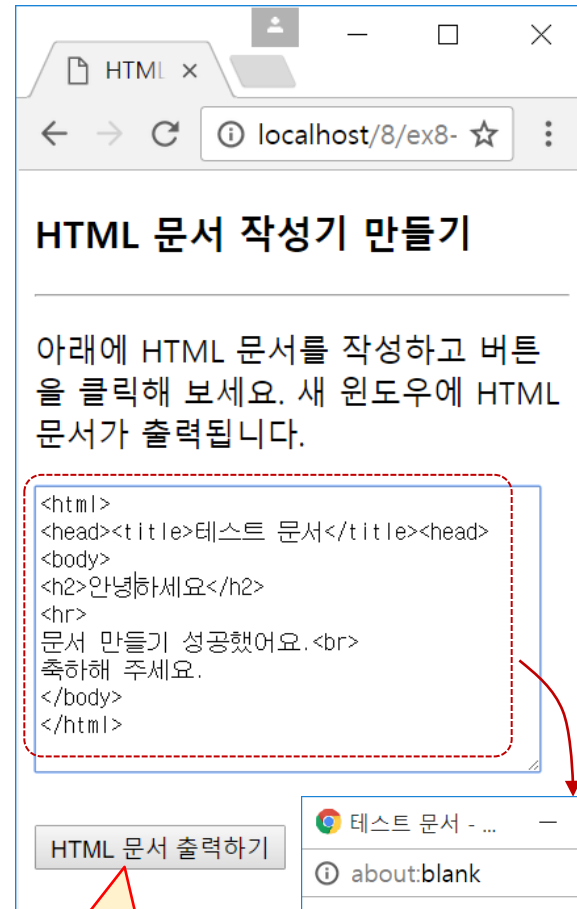 HTML
localhost/8/ex8-
HTML 문서 작성기 만들기
아래에 HTML 문서를 작성하고 버튼
을 클릭해 보세요. 새 윈도우에 HTML
문서가 출력됩니다.
<html>
<head><title>테스트 문서</title><head>
<body>
<h2>안녕하세요</h2>
<hr>
문서 만들기 성공했어요.<br>
축하해 주세요.
</body>
</html>
HTML 문서 출력하기
테스트 문서 - ...
about:blank